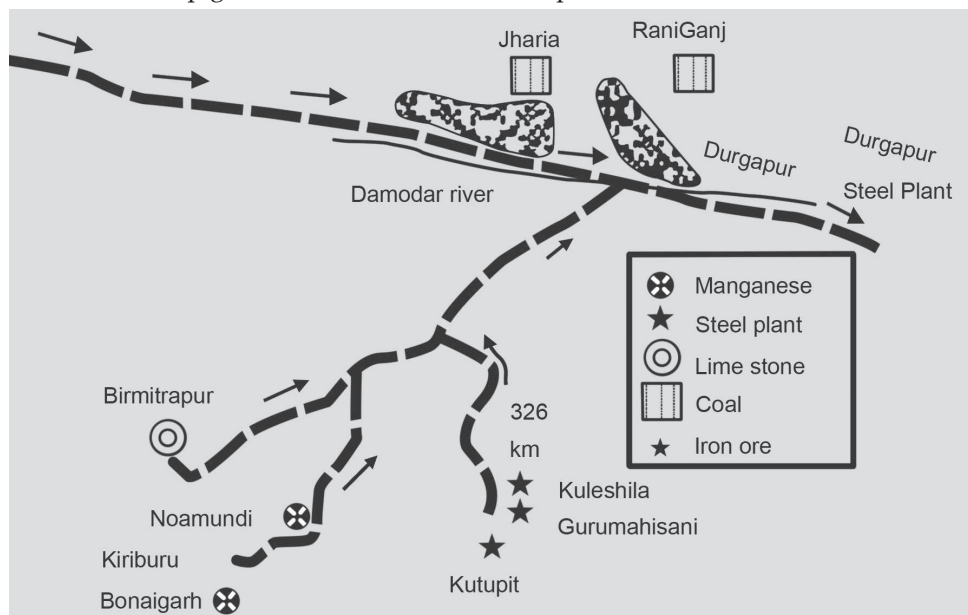 Jharia
RaniGanj
Durgapur
Durgapur
Steel Plant
Damodar river
Manganese
Steel plant
Lime stone
Coal
Iron ore
Birmitrapur
326
km
Kuleshila
Gurumahisani
Noamundi
Kiriburu
Kutupit
Bonaigarh